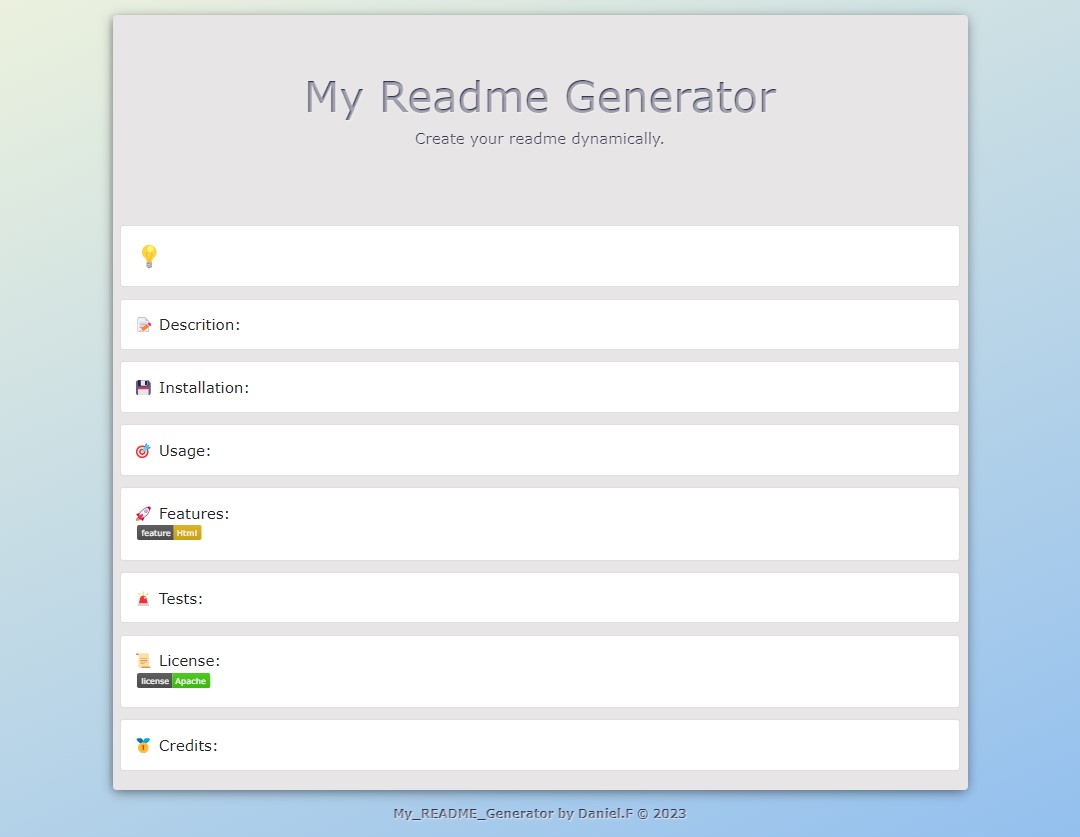 My Readme Generator
Create your readme dynamically.
Descrition:
Installation:
Usage:
Features:
feature Html
Tests:
License:
license Apache
Credits:
My_README_Generator by Daniel.F © 2023